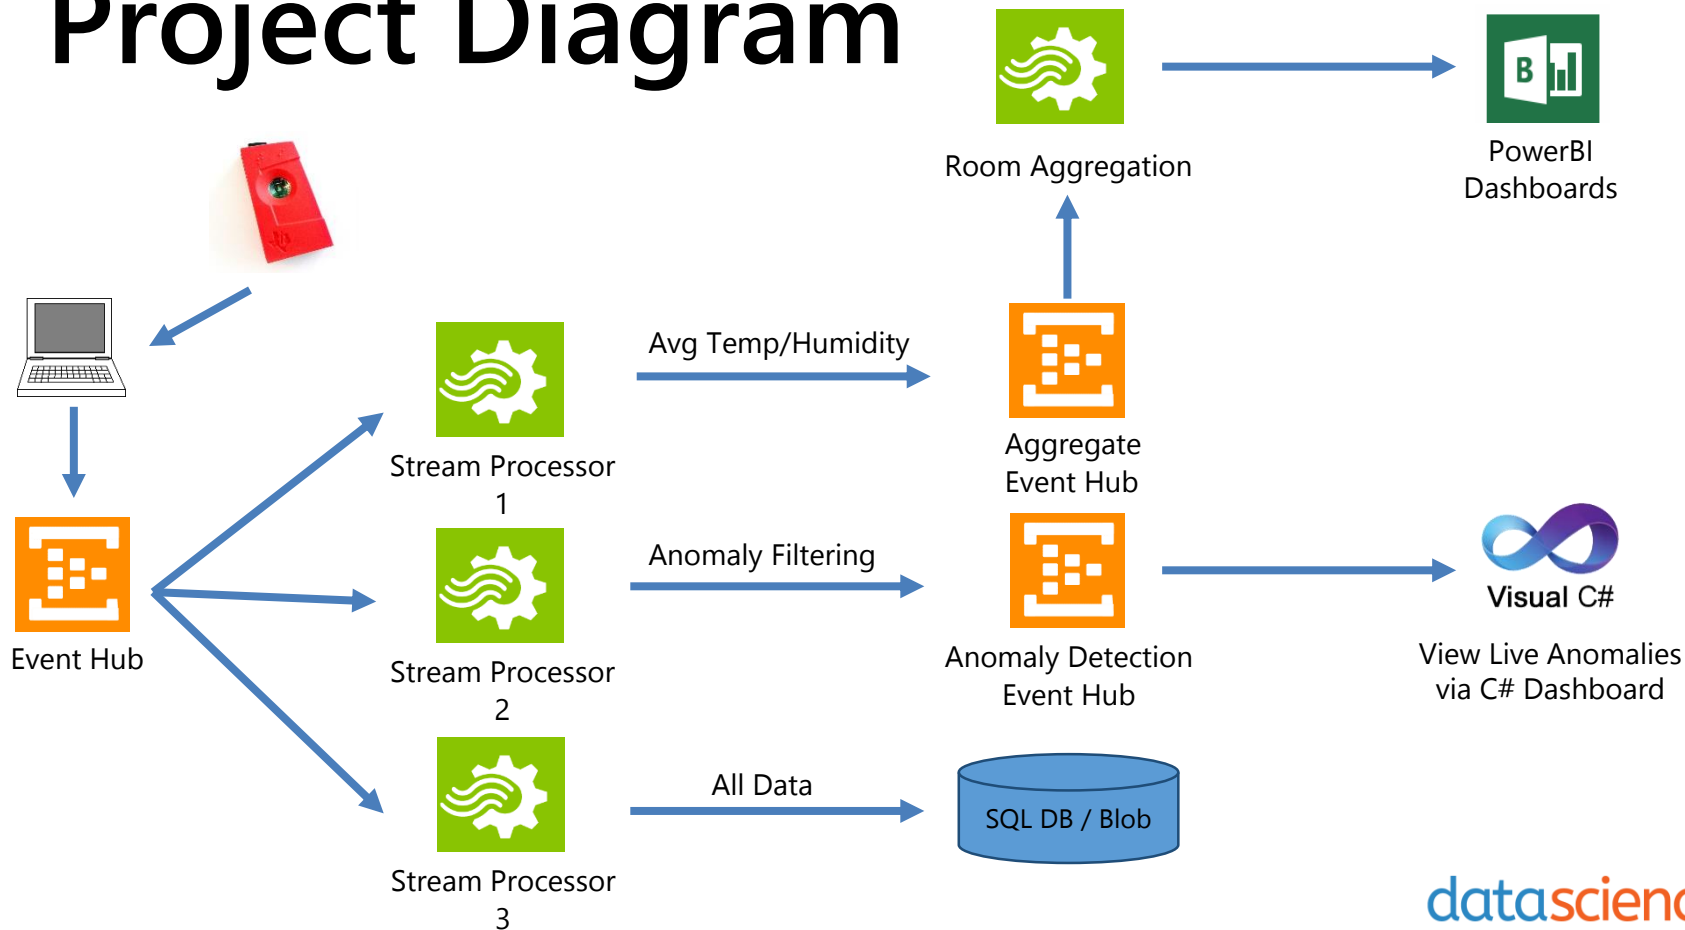 Project Diagram
B
Room Aggregation
PowerBI
Dashboards
Avg Temp/Humidity
Stream Processor
1
Aggregate
Event Hub
Event Hub
Anomaly Filtering
Stream Processor
2
Anomaly Detection
Event Hub
Visual C#
View Live Anomalies
via C# Dashboard
All Data
SQL DB / Blob
Stream Processor
3
datascien